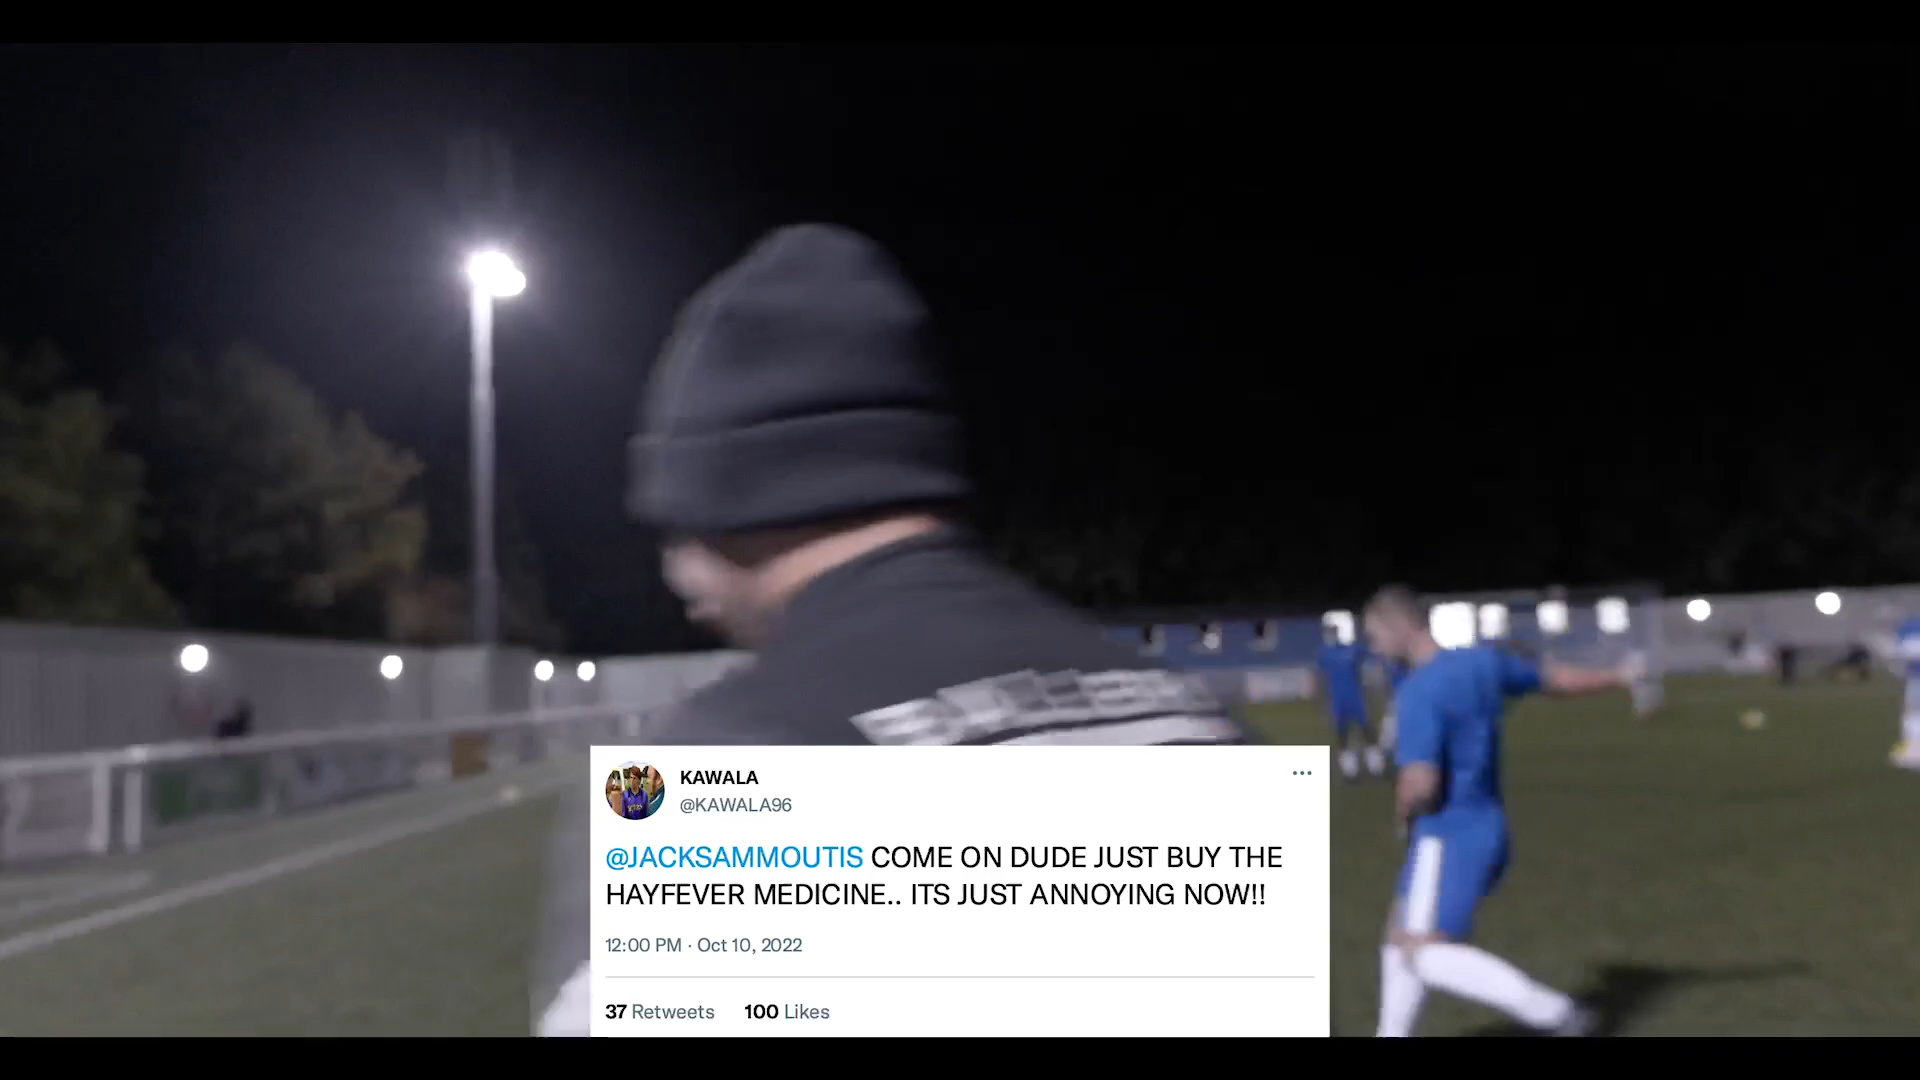 KAWALA
@KAWALA96
@JACKSAMMOUTIS COME ON DUDE JUST BUY THE
HAYFEVER MEDICINE.. ITS JUST ANNOYING NOW!!
12:00 PM · Oct 10, 2022
37 Retweets 100 Likes